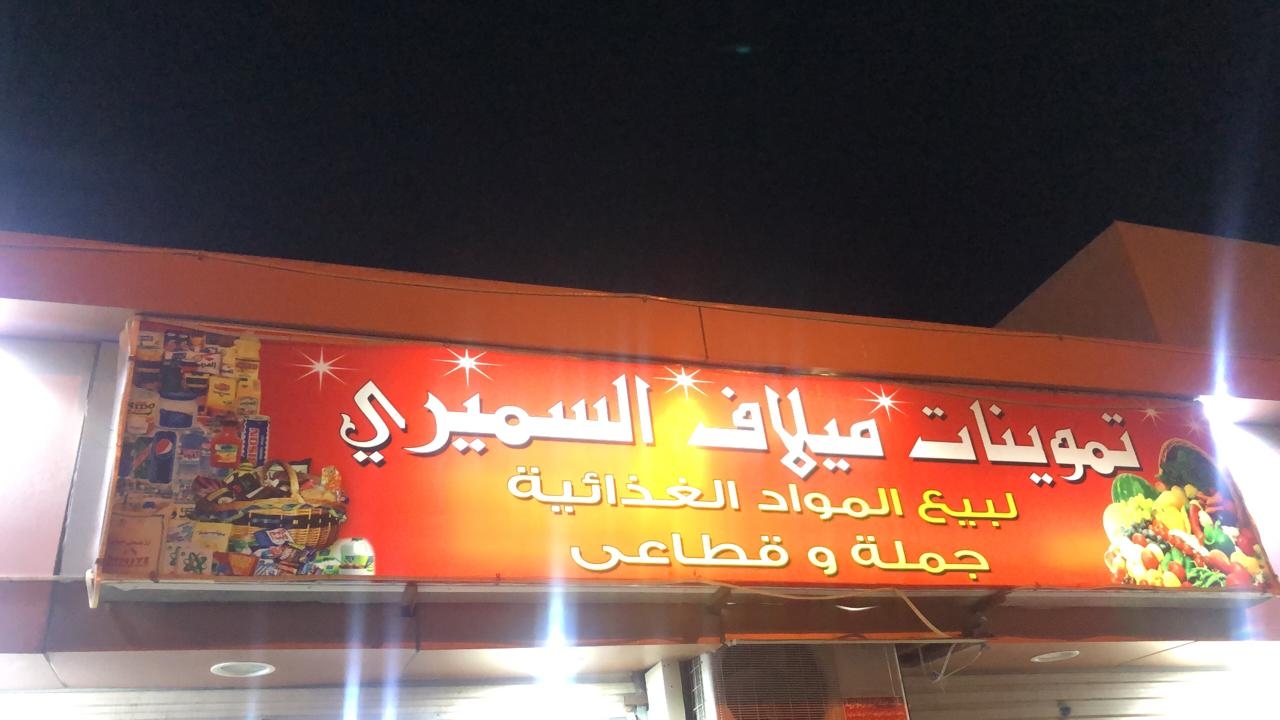 تموينات ميلاف السميري
لبيع المواد الغذائية
جملة و قطاعى